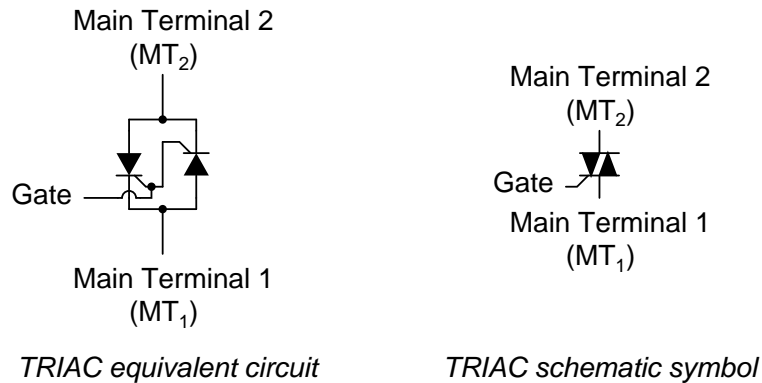 Main Terminal 2
(MT₂)
Gate
Main Terminal 1
(MT₁)
TRIAC equivalent circuit
Main Terminal 2
(MT₂)
Gate
Main Terminal 1
(MT₁)
TRIAC schematic symbol